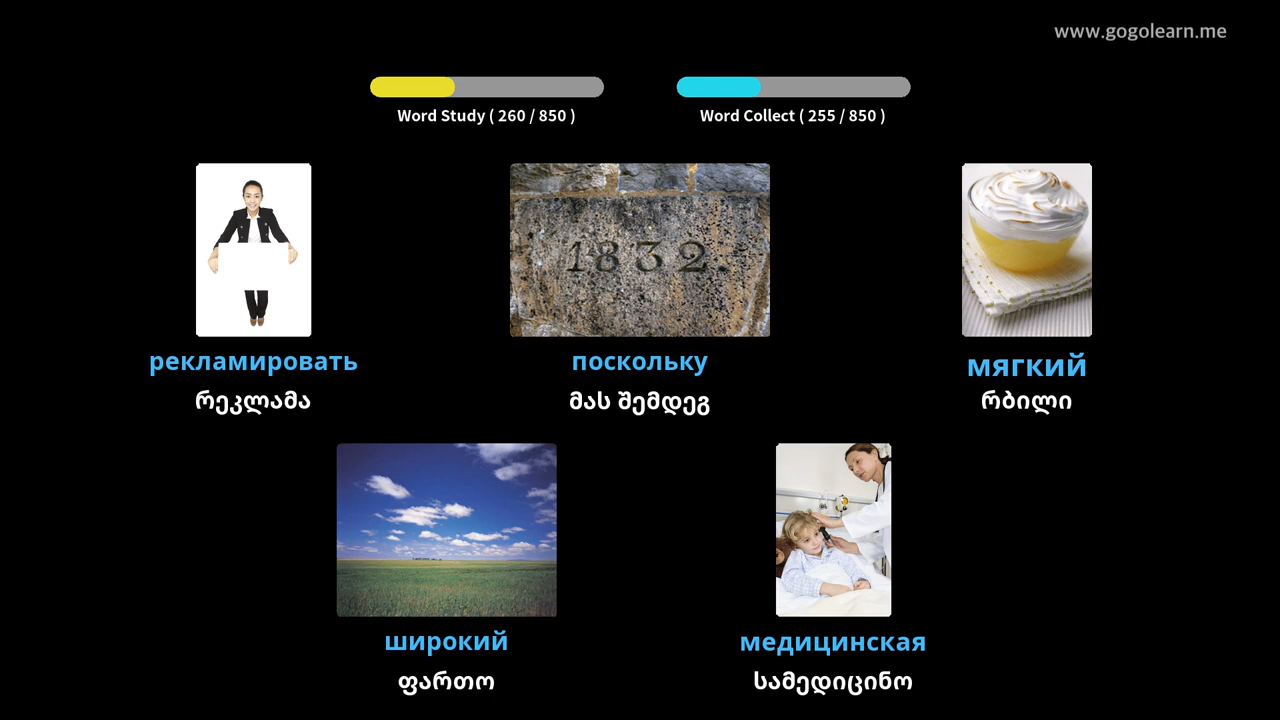 www.gogolearn.me
Word Study ( 260 / 850 )
Word Collect ( 255 / 850 )
1832.
рекламировать
поскольку
мягкий
რეკლამა
მას შემდეგ
რბილი
широкий
медицинская
ფართო
სამედიცინო